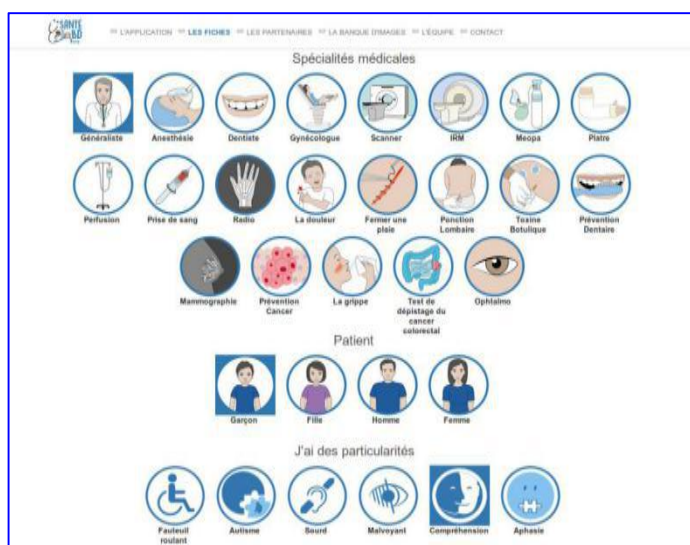 SANTÉ
BD
L'APPLICATION LES FICHES LES PARTENAIRES LA BANQUE D'IMAGES L'ÉQUIPE CONTACT
Spécialités médicales
Généraliste Anesthésie Dentiste Gynécologue Scanner IRM Meopa Platre
Perfusion Prise de sang Radio La douleur Fermer une plaie Ponction Lombaire Toxine Botulique Prévention Dentaire
Mammographie Prévention Cancer La grippe Test de dépistage du cancer colorectal Ophtalmo
Patient
Garçon Fille Homme Femme
J'ai des particularités
Fauteuil roulant Autisme Sourd Malvoyant Compréhension Aphasie